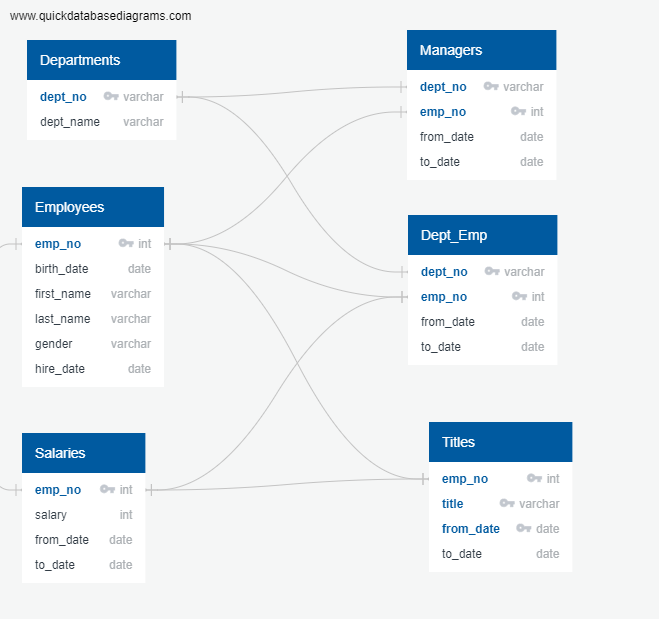 www.quickdatabasediagrams.com
Departments
dept_no varchar
dept_name varchar
Managers
dept_no varchar
emp_no int
from_date date
to_date date
Employees
emp_no int
birth_date date
first_name varchar
last_name varchar
gender varchar
hire_date date
Dept_Emp
dept_no varchar
emp_no int
from_date date
to_date date
Salaries
emp_no int
salary int
from_date date
to_date date
Titles
emp_no int
title varchar
from_date date
to_date date